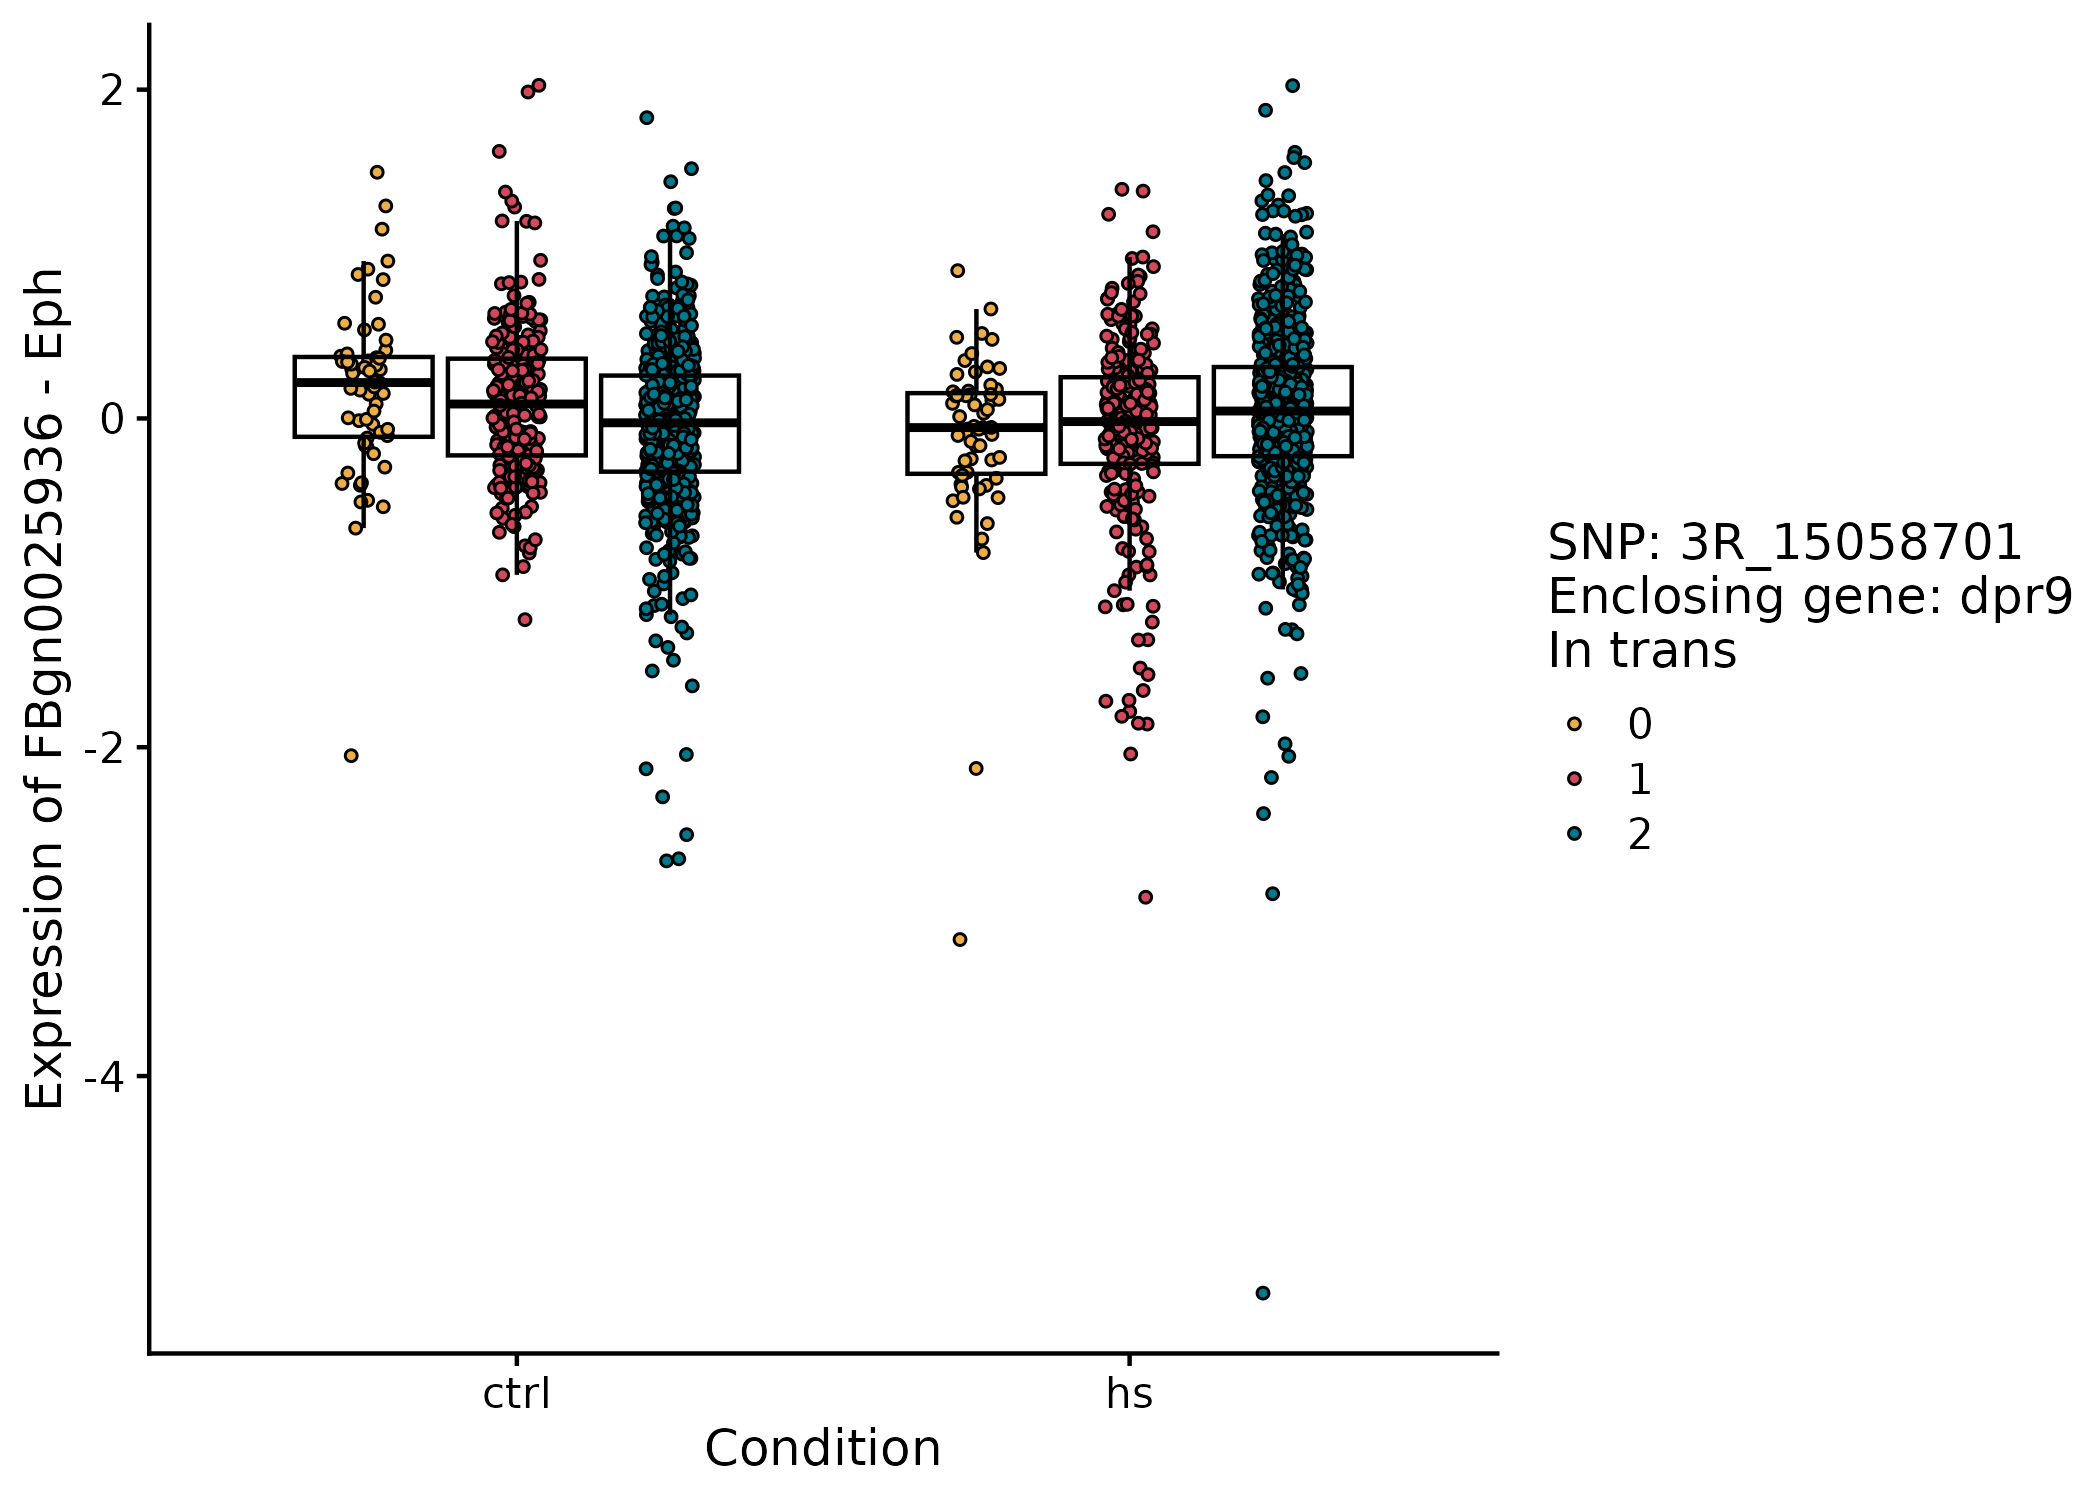 Expression of FBgn0025936 - Eph
2
0
-2
-4
ctrl
hs
Condition
SNP: 3R_15058701
Enclosing gene: dpr9
In trans
0
1
2